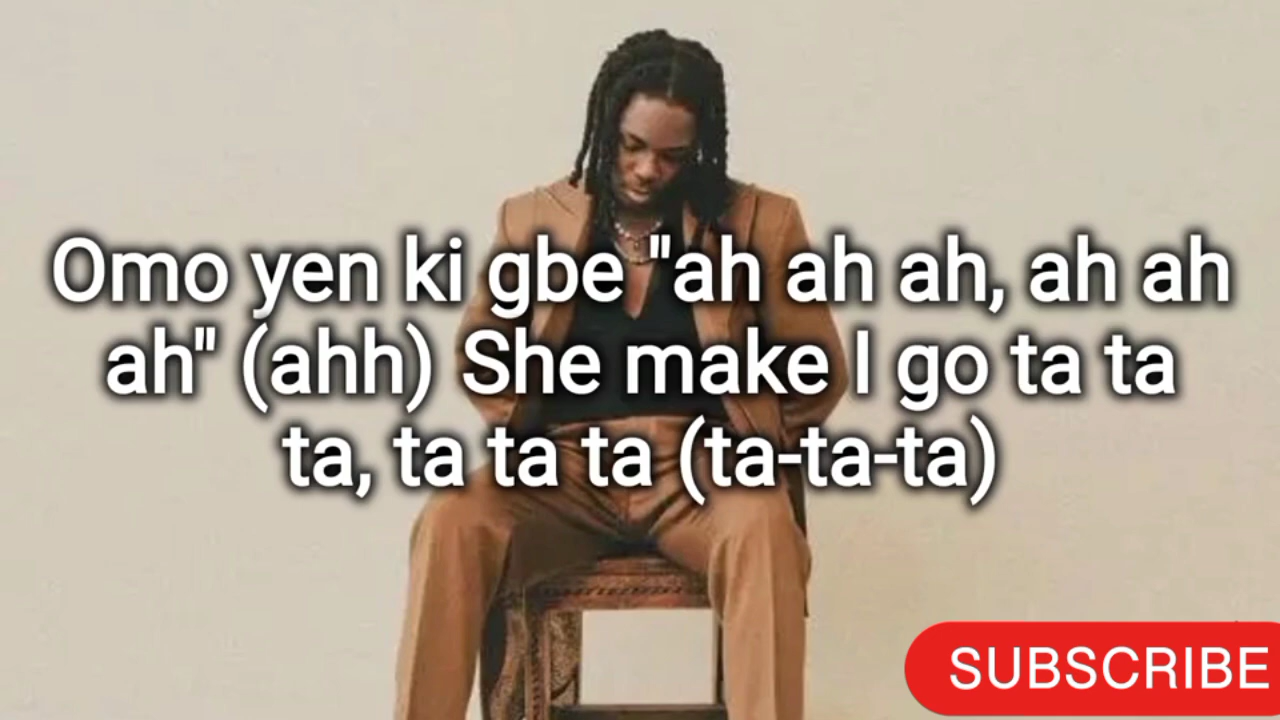 Omo yen ki gbe "ah ah ah, ah ah
ah" (ahh) She make I go ta ta
ta, ta ta ta (ta-ta-ta)
SUBSCRIBE